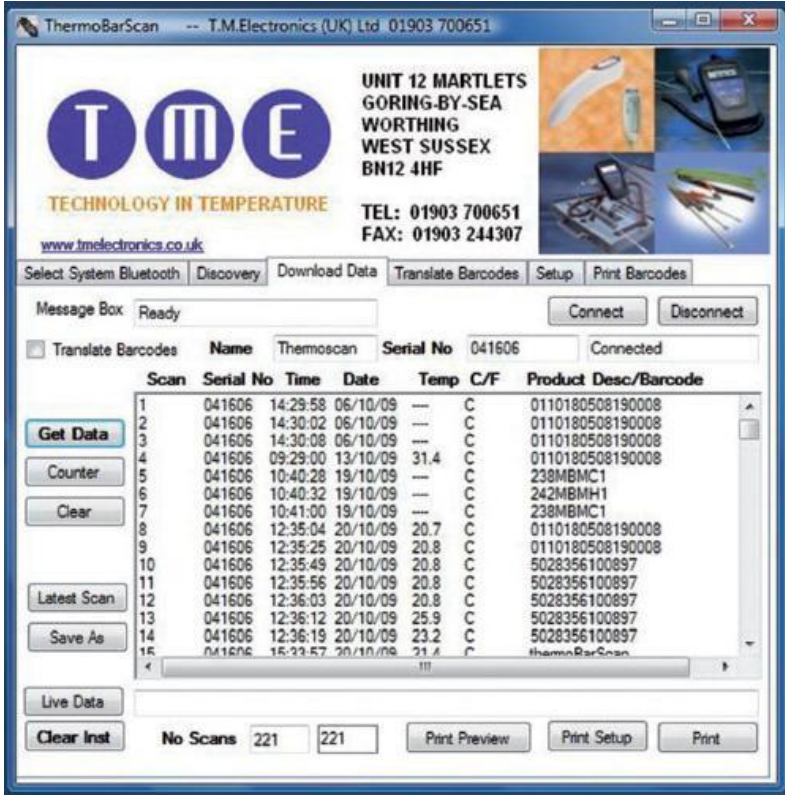 ThermoBarScan -- T.M.Electronics (UK) Ltd 01903 700651
TME
TECHNOLOGY IN TEMPERATURE
www.tmelectronics.co.uk
UNIT 12 MARTLETS
GORING-BY-SEA
WORTHING
WEST SUSSEX
BN12 4HF
TEL: 01903 700651
FAX: 01903 244307
Select System Bluetooth Discovery Download Data Translate Barcodes Setup Print Barcodes
Message Box Ready Connect Disconnect
Translate Barcodes Name Thermoscan Serial No 041606 Connected
Scan Serial No Time Date Temp C/F Product Desc/Barcode
1 041606 14:29:58 06/10/09 --- C 0110180508190008
2 041606 14:30:02 06/10/09 --- C 0110180508190008
3 041606 14:30:08 06/10/09 --- C 0110180508190008
4 041606 09:29:00 13/10/09 31.4 C 0110180508190008
5 041606 10:40:28 19/10/09 --- C 238MBMC1
6 041606 10:40:32 19/10/09 --- C 242MBMH1
7 041606 10:41:00 19/10/09 --- C 238MBMC1
8 041606 12:35:04 20/10/09 20.7 C 0110180508190008
9 041606 12:35:25 20/10/09 20.8 C 0110180508190008
10 041606 12:35:49 20/10/09 20.8 C 5028356100897
11 041606 12:35:56 20/10/09 20.8 C 5028356100897
12 041606 12:36:03 20/10/09 20.8 C 5028356100897
13 041606 12:36:12 20/10/09 25.9 C 5028356100897
14 041606 12:36:19 20/10/09 23.2 C 5028356100897
15 041606 15:33:57 20/10/09 21.4 C thermoBarScan
Get Data
Counter
Clear
Latest Scan
Save As
Live Data
Clear Inst No Scans 221 221 Print Preview Print Setup Print